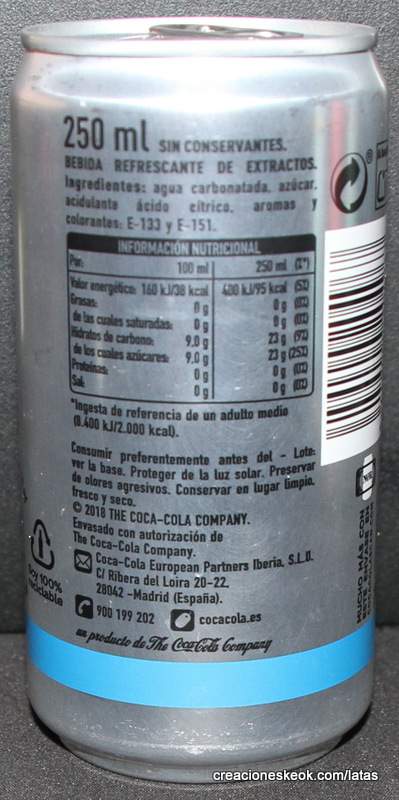 250 ml SIN CONSERVANTES.
BEBIDA REFRESCANTE DE EXTRACTOS.
Ingredientes: agua carbonatada, azúcar,
acidulante ácido cítrico, aromas y
colorantes: E-133 y E-151.
INFORMACIÓN NUTRICIONAL
Por: 100 ml 250 ml (%*)
Valor energético: 160 kJ/38 kcal 400 kJ/95 kcal (5%)
Grasas: 0 g 0 g (0%)
de las cuales saturadas: 0 g 0 g (0%)
Hidratos de carbono: 9,0 g 23 g (9%)
de los cuales azúcares: 9,0 g 23 g (25%)
Proteínas: 0 g 0 g (0%)
Sal: 0 g 0 g (0%)
*Ingesta de referencia de un adulto medio
(8.400 kJ/2.000 kcal).
Consumir preferentemente antes del - Lote:
ver la base. Proteger de la luz solar. Preservar
de olores agresivos. Conservar en lugar limpio,
fresco y seco.
© 2018 THE COCA-COLA COMPANY.
Envasado con autorización de
The Coca-Cola Company.
Coca-Cola European Partners Iberia, S.L.U.
C/ Ribera del Loira 20-22.
28042 -Madrid (España).
900 199 202 cocacola.es
un producto de The Coca-Cola Company
soy 100%
MUCHO MÁS CON
creacioneskeok.com/latas